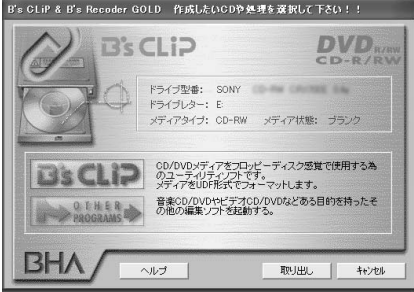 B's CLiP & B's Recoder GOLD　作成したいCDや処理を選択して下さい！！
B's CLiP
DVD R/RW
CD-R/RW
ドライブ型番： SONY
ドライブレター： E:
メディアタイプ： CD-RW　メディア状態： ブランク
B's CLiP
CD/DVDメディアをフロッピーディスク感覚で使用する為
のユーティリティソフトです。
メディアをUDF形式でフォーマットします。
OTHER
PROGRAMS
音楽CD/DVDやビデオCD/DVDなどある目的を持ったそ
の他の編集ソフトを起動する。
BHA
ヘルプ
取り出し
キャンセル